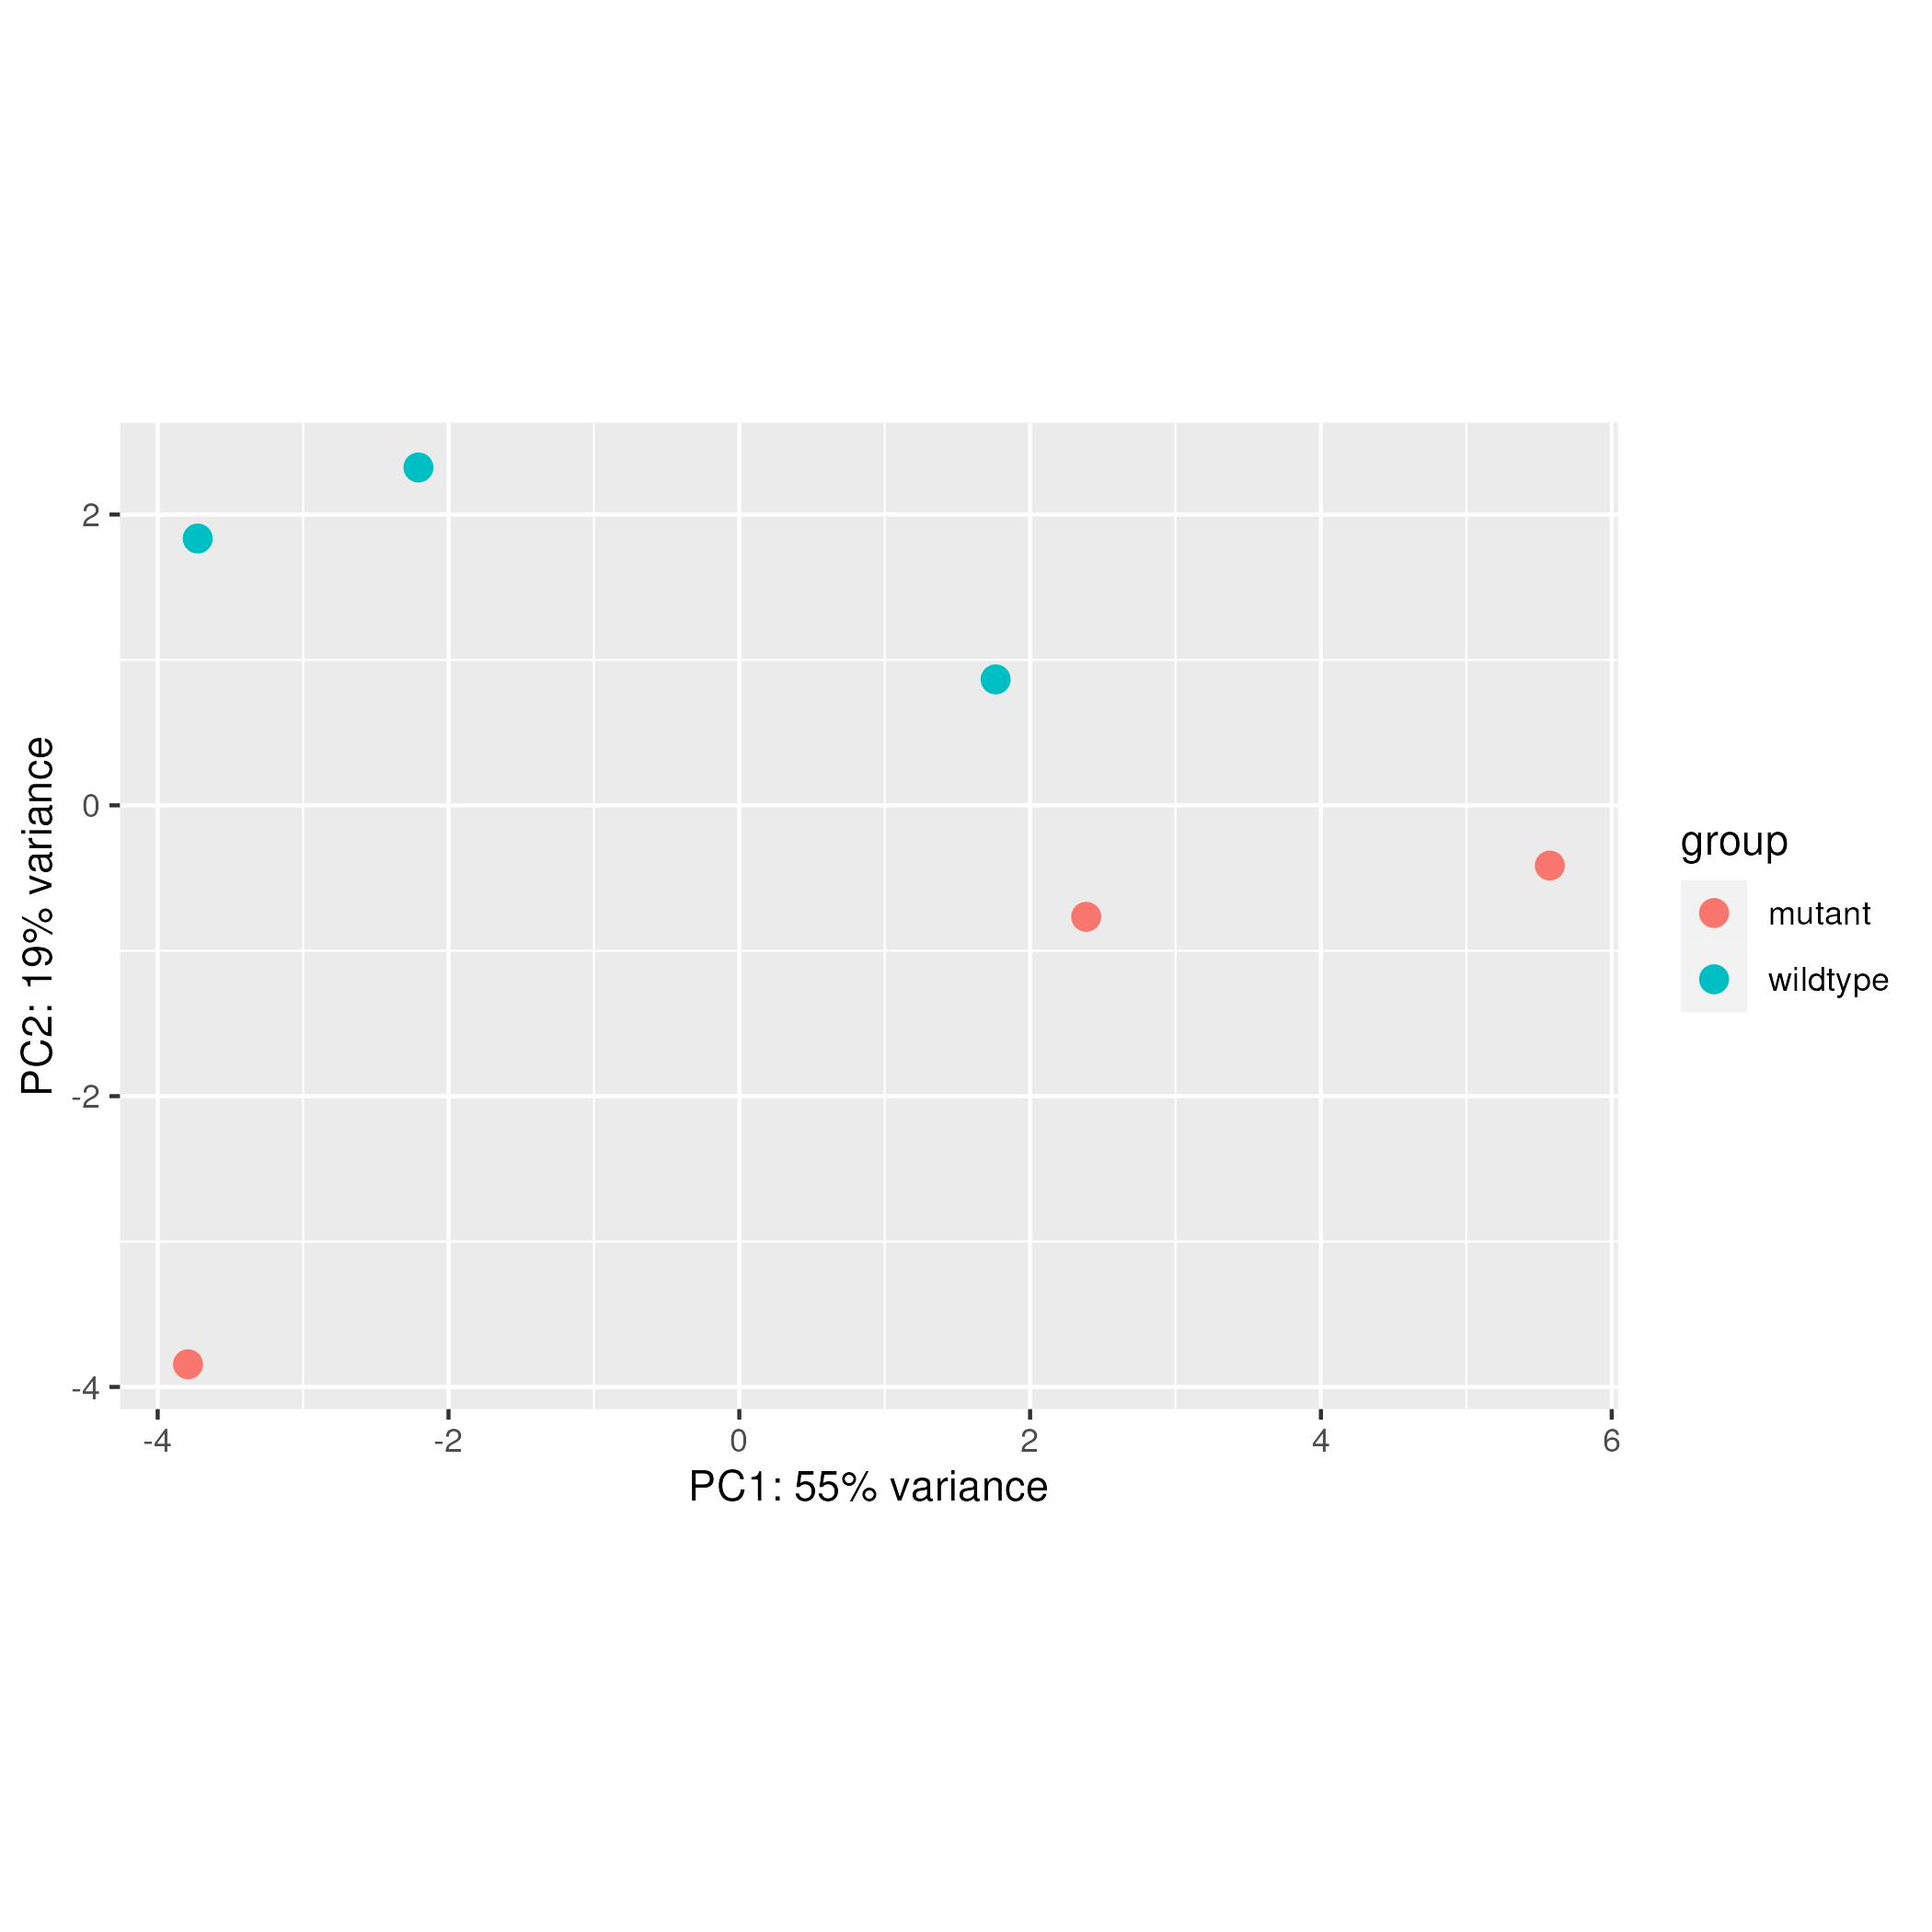 PC2: 19% variance
2
0
-2
-4
-4 -2 0 2 4 6
PC1: 55% variance
group
mutant
wildtype